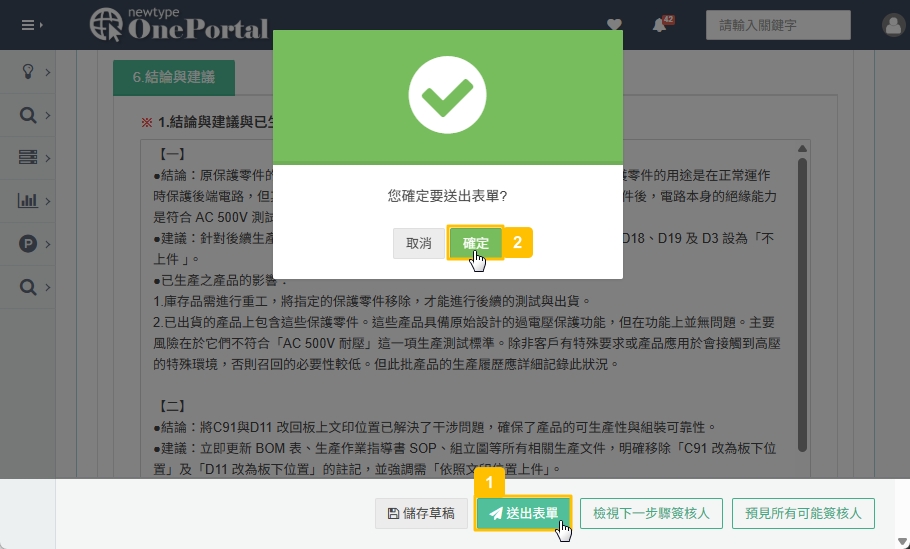 newtype
OnePortal
42
請輸入關鍵字
6.結論與建議
※ 1.結論與建議與已生
【一】
●結論：原保護零件的 護零件的用途是在正常運作
時保護後端電路，但 件後，電路本身的絕緣能力
是符合 AC 500V 測試
●建議：針對後續生產 D18、D19 及 D3 設為「不
上件 」。
●已生產之產品的影響：
1.庫存品需進行重工，將指定的保護零件移除，才能進行後續的測試與出貨。
2.已出貨的產品上包含這些保護零件。這些產品具備原始設計的過電壓保護功能，但在功能上並無問題。主要
風險在於它們不符合「AC 500V 耐壓」這一項生產測試標準。除非客戶有特殊要求或產品應用於會接觸到高壓
的特殊環境，否則召回的必要性較低。但此批產品的生產履歷應詳細記錄此狀況。
【二】
●結論：將C91與D11 改回板上文印位置已解決了干涉問題，確保了產品的可生產性與組裝可靠性。
●建議：立即更新 BOM 表、生產作業指導書 SOP、組立圖等所有相關生產文件，明確移除「C91 改為板下位
置」及「D11 改為板下位置」的註記，並強調需「依照文印位置上件」。
您確定要送出表單?
取消
確定
2
1
儲存草稿
送出表單
檢視下一步驟簽核人
預見所有可能簽核人
P